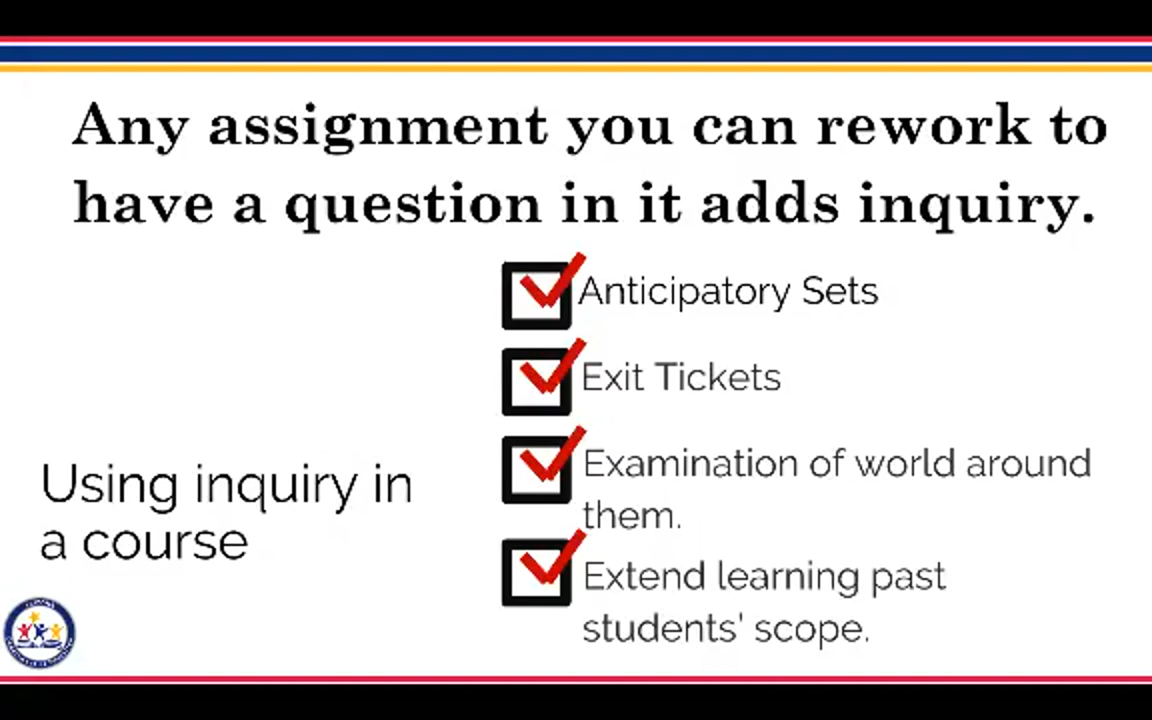 Any assignment you can rework to
have a question in it adds inquiry.
Anticipatory Sets
Exit Tickets
Examination of world around
them.
Extend learning past
students' scope.
Using inquiry in
a course